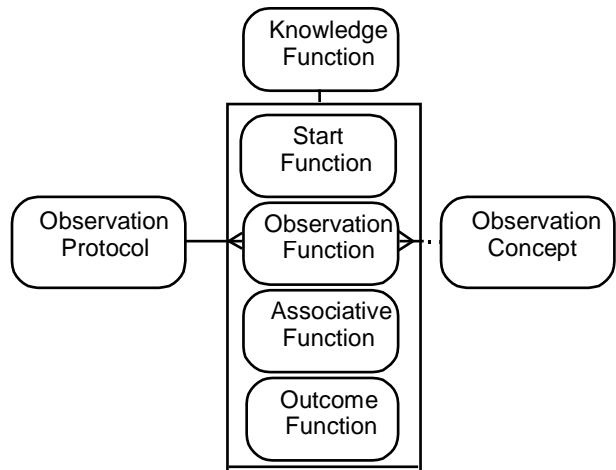 Knowledge
Function
Start
Function
Observation
Protocol
Observation
Function
Observation
Concept
Associative
Function
Outcome
Function